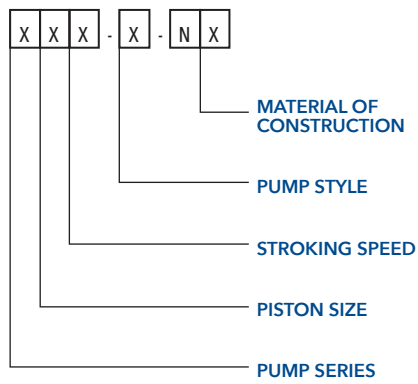 X X X - X - N X
MATERIAL OF
CONSTRUCTION
PUMP STYLE
STROKING SPEED
PISTON SIZE
PUMP SERIES